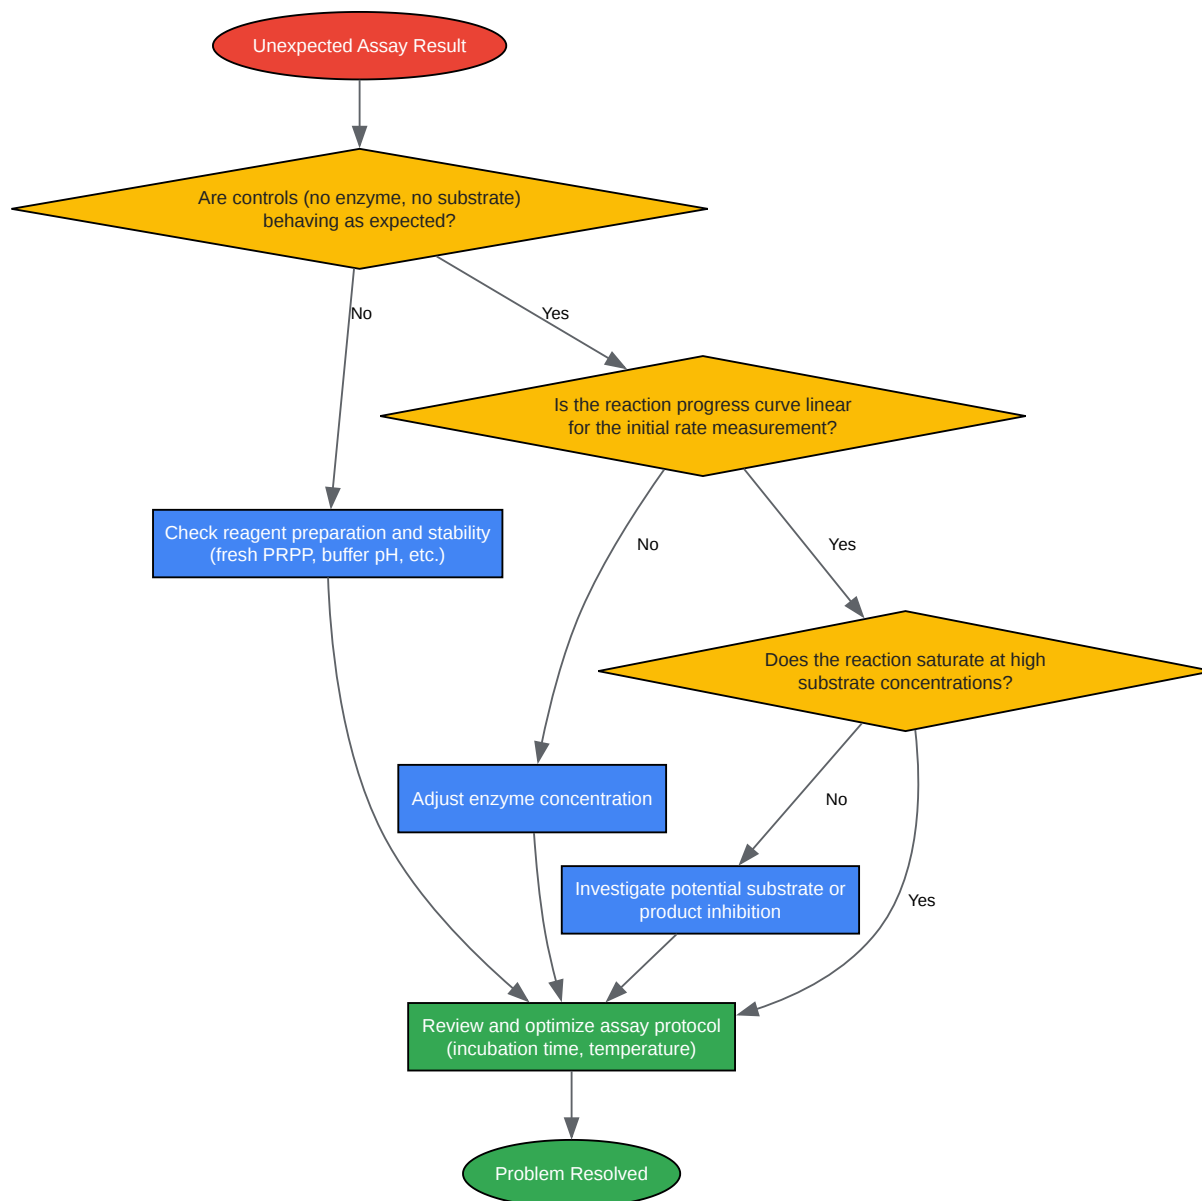 Unexpected Assay Result
Are controls (no enzyme, no substrate)
behaving as expected?
No
Yes
Is the reaction progress curve linear
for the initial rate measurement?
Check reagent preparation and stability
(fresh PRPP, buffer pH, etc.)
No
Yes
Does the reaction saturate at high
substrate concentrations?
Adjust enzyme concentration
No
Investigate potential substrate or
product inhibition
Yes
Review and optimize assay protocol
(incubation time, temperature)
Problem Resolved